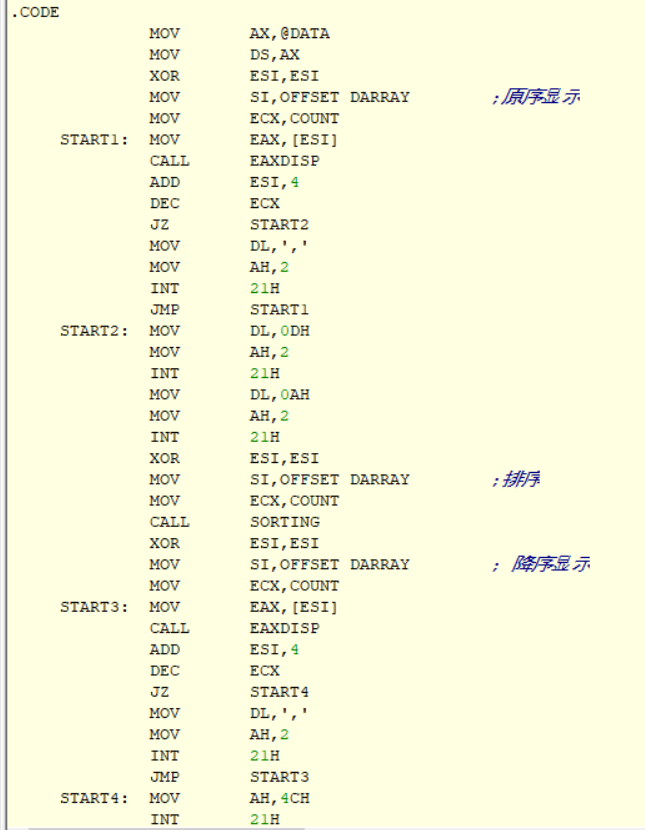 .CODE
MOV AX,@DATA
MOV DS,AX
XOR ESI,ESI
MOV SI,OFFSET DARRAY ;原序显示
MOV ECX,COUNT
START1: MOV EAX,[ESI]
CALL EAXDISP
ADD ESI,4
DEC ECX
JZ START2
MOV DL,','
MOV AH,2
INT 21H
JMP START1
START2: MOV DL,0DH
MOV AH,2
INT 21H
MOV DL,0AH
MOV AH,2
INT 21H
XOR ESI,ESI
MOV SI,OFFSET DARRAY ;排序
MOV ECX,COUNT
CALL SORTING
XOR ESI,ESI
MOV SI,OFFSET DARRAY ; 降序显示
MOV ECX,COUNT
START3: MOV EAX,[ESI]
CALL EAXDISP
ADD ESI,4
DEC ECX
JZ START4
MOV DL,','
MOV AH,2
INT 21H
JMP START3
START4: MOV AH,4CH
INT 21H